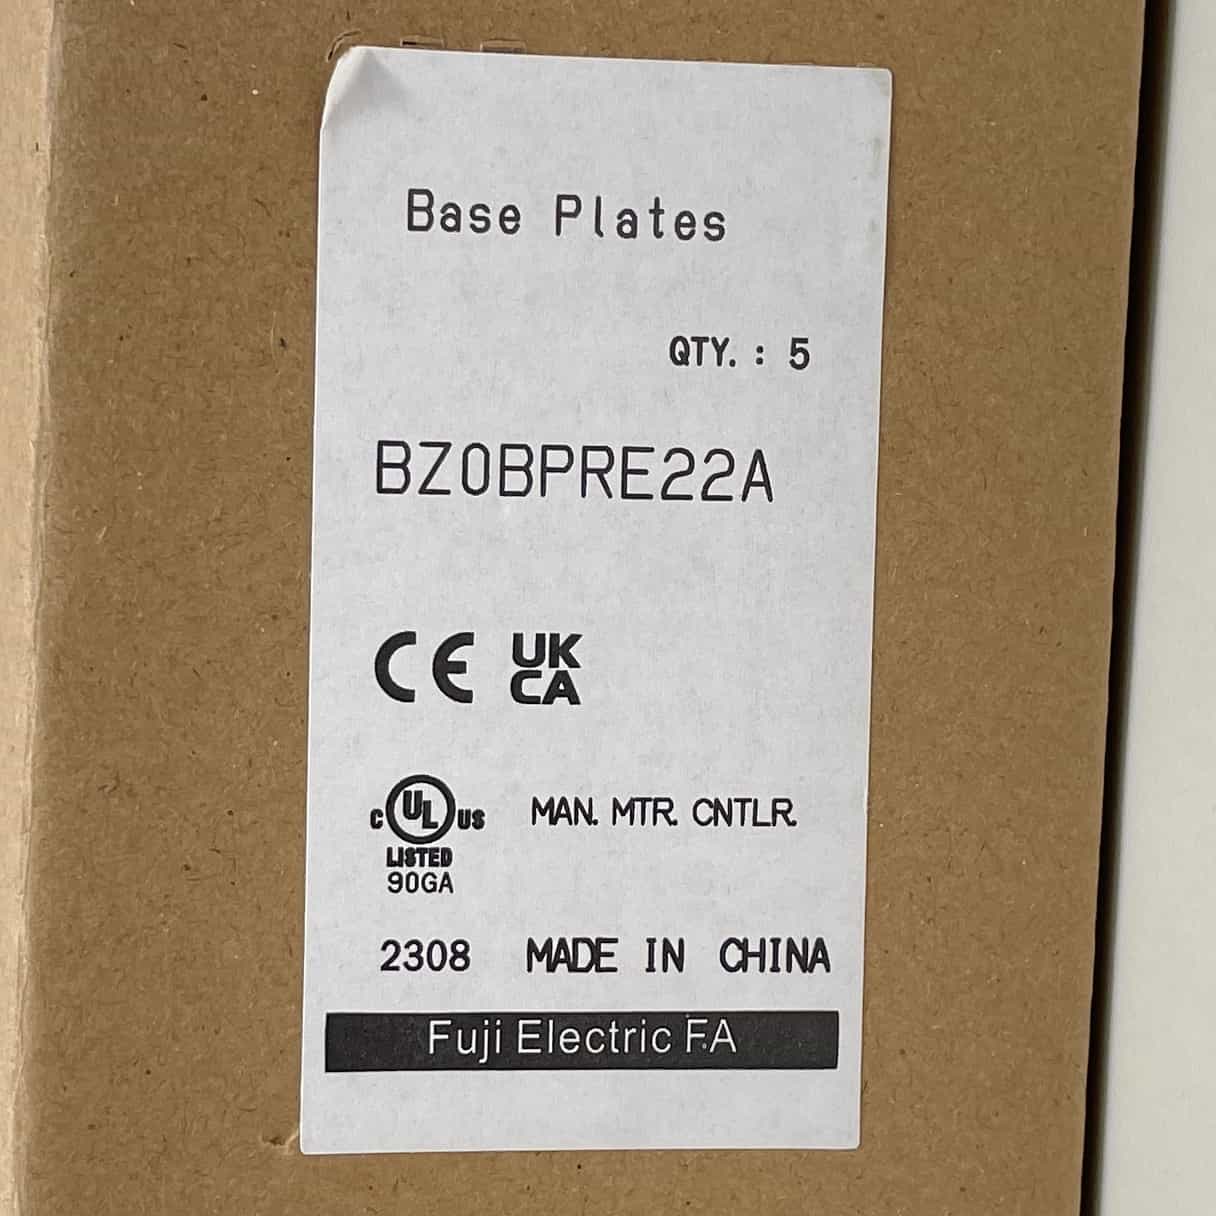 Base Plates
QTY. : 5
BZ0BPRE22A
CE UK
CA
C UL US MAN. MTR. CNTLR.
LISTED
90GA
2308 MADE IN CHINA
Fuji Electric F.A